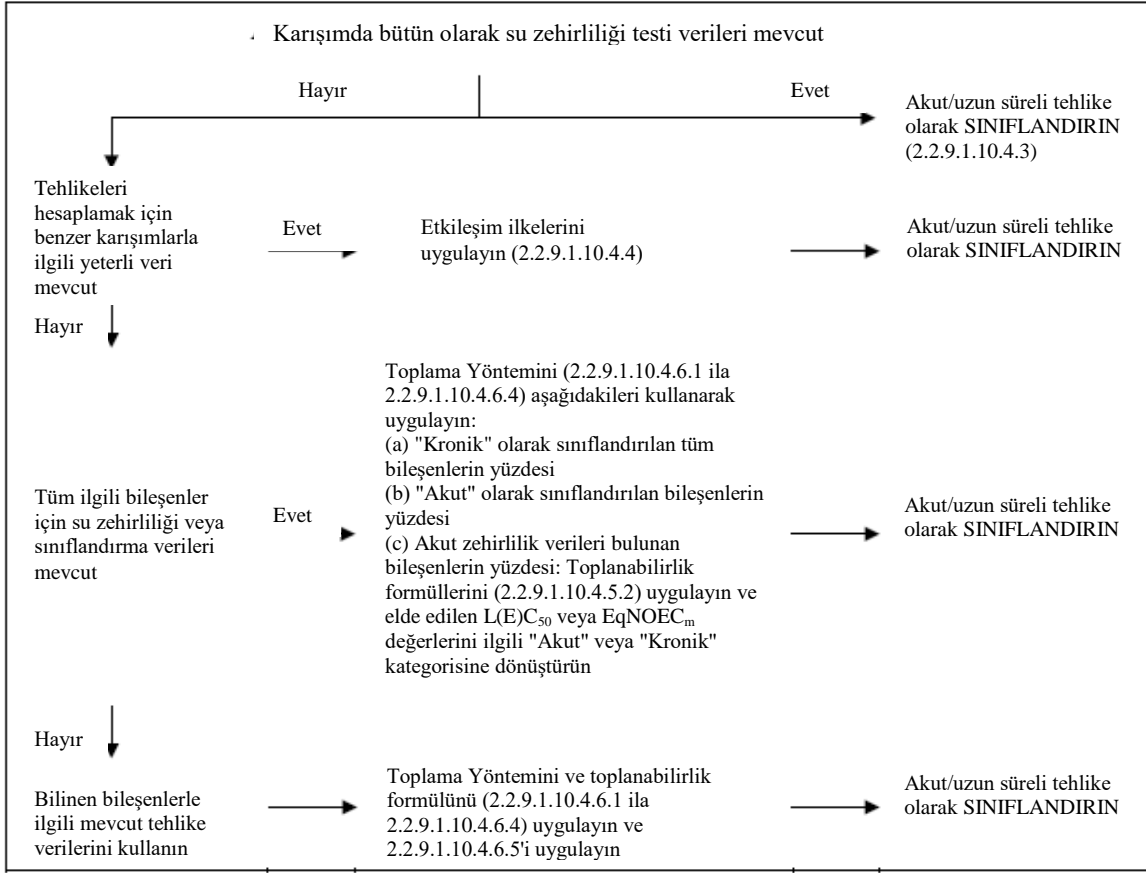 Karışımda bütün olarak su zehirliliği testi verileri mevcut
Hayır
Evet
Akut/uzun süreli tehlike
olarak SINIFLANDIRIN
(2.2.9.1.10.4.3)
Tehlikeleri
hesaplamak için
benzer karışımlarla
ilgili yeterli veri
mevcut
Evet
Etkileşim ilkelerini
uygulayın (2.2.9.1.10.4.4)
Akut/uzun süreli tehlike
olarak SINIFLANDIRIN
Hayır
Tüm ilgili bileşenler
için su zehirliliği veya
sınıflandırma verileri
mevcut
Evet
Toplama Yöntemini (2.2.9.1.10.4.6.1 ila
2.2.9.1.10.4.6.4) aşağıdakileri kullanarak
uygulayın:
(a) "Kronik" olarak sınıflandırılan tüm
bileşenlerin yüzdesi
(b) "Akut" olarak sınıflandırılan bileşenlerin
yüzdesi
(c) Akut zehirlilik verileri bulunan
bileşenlerin yüzdesi: Toplanabilirlik
formüllerini (2.2.9.1.10.4.5.2) uygulayın ve
elde edilen L(E)C₅₀ veya EqNOECₘ
değerlerini ilgili "Akut" veya "Kronik"
kategorisine dönüştürün
Akut/uzun süreli tehlike
olarak SINIFLANDIRIN
Hayır
Bilinen bileşenlerle
ilgili mevcut tehlike
verilerini kullanın
Toplama Yöntemini ve toplanabilirlik
formülünü (2.2.9.1.10.4.6.1 ila
2.2.9.1.10.4.6.4) uygulayın ve
2.2.9.1.10.4.6.5'i uygulayın
Akut/uzun süreli tehlike
olarak SINIFLANDIRIN